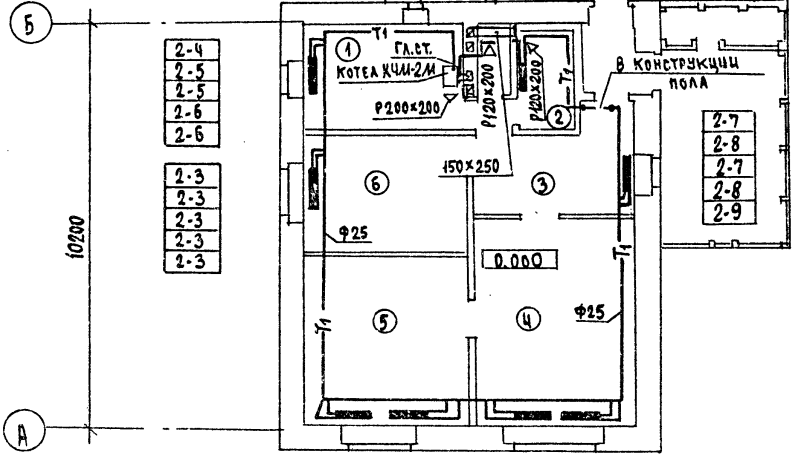 Б
2-4
2-5
2-5
2-6
2-6
2-3
2-3
2-3
2-3
2-3
10200
А
Т1
1
ГЛ.СТ.
КОТЕЛ КЧМ-2М
Р200×200
Р120×200
Р120×200
Т1
2
В КОНСТРУКЦИИ
ПОЛА
2-7
2-8
2-7
2-8
2-9
150×250
6
3
Ф25
0.000
Т1
Т1
5
4
Ф25